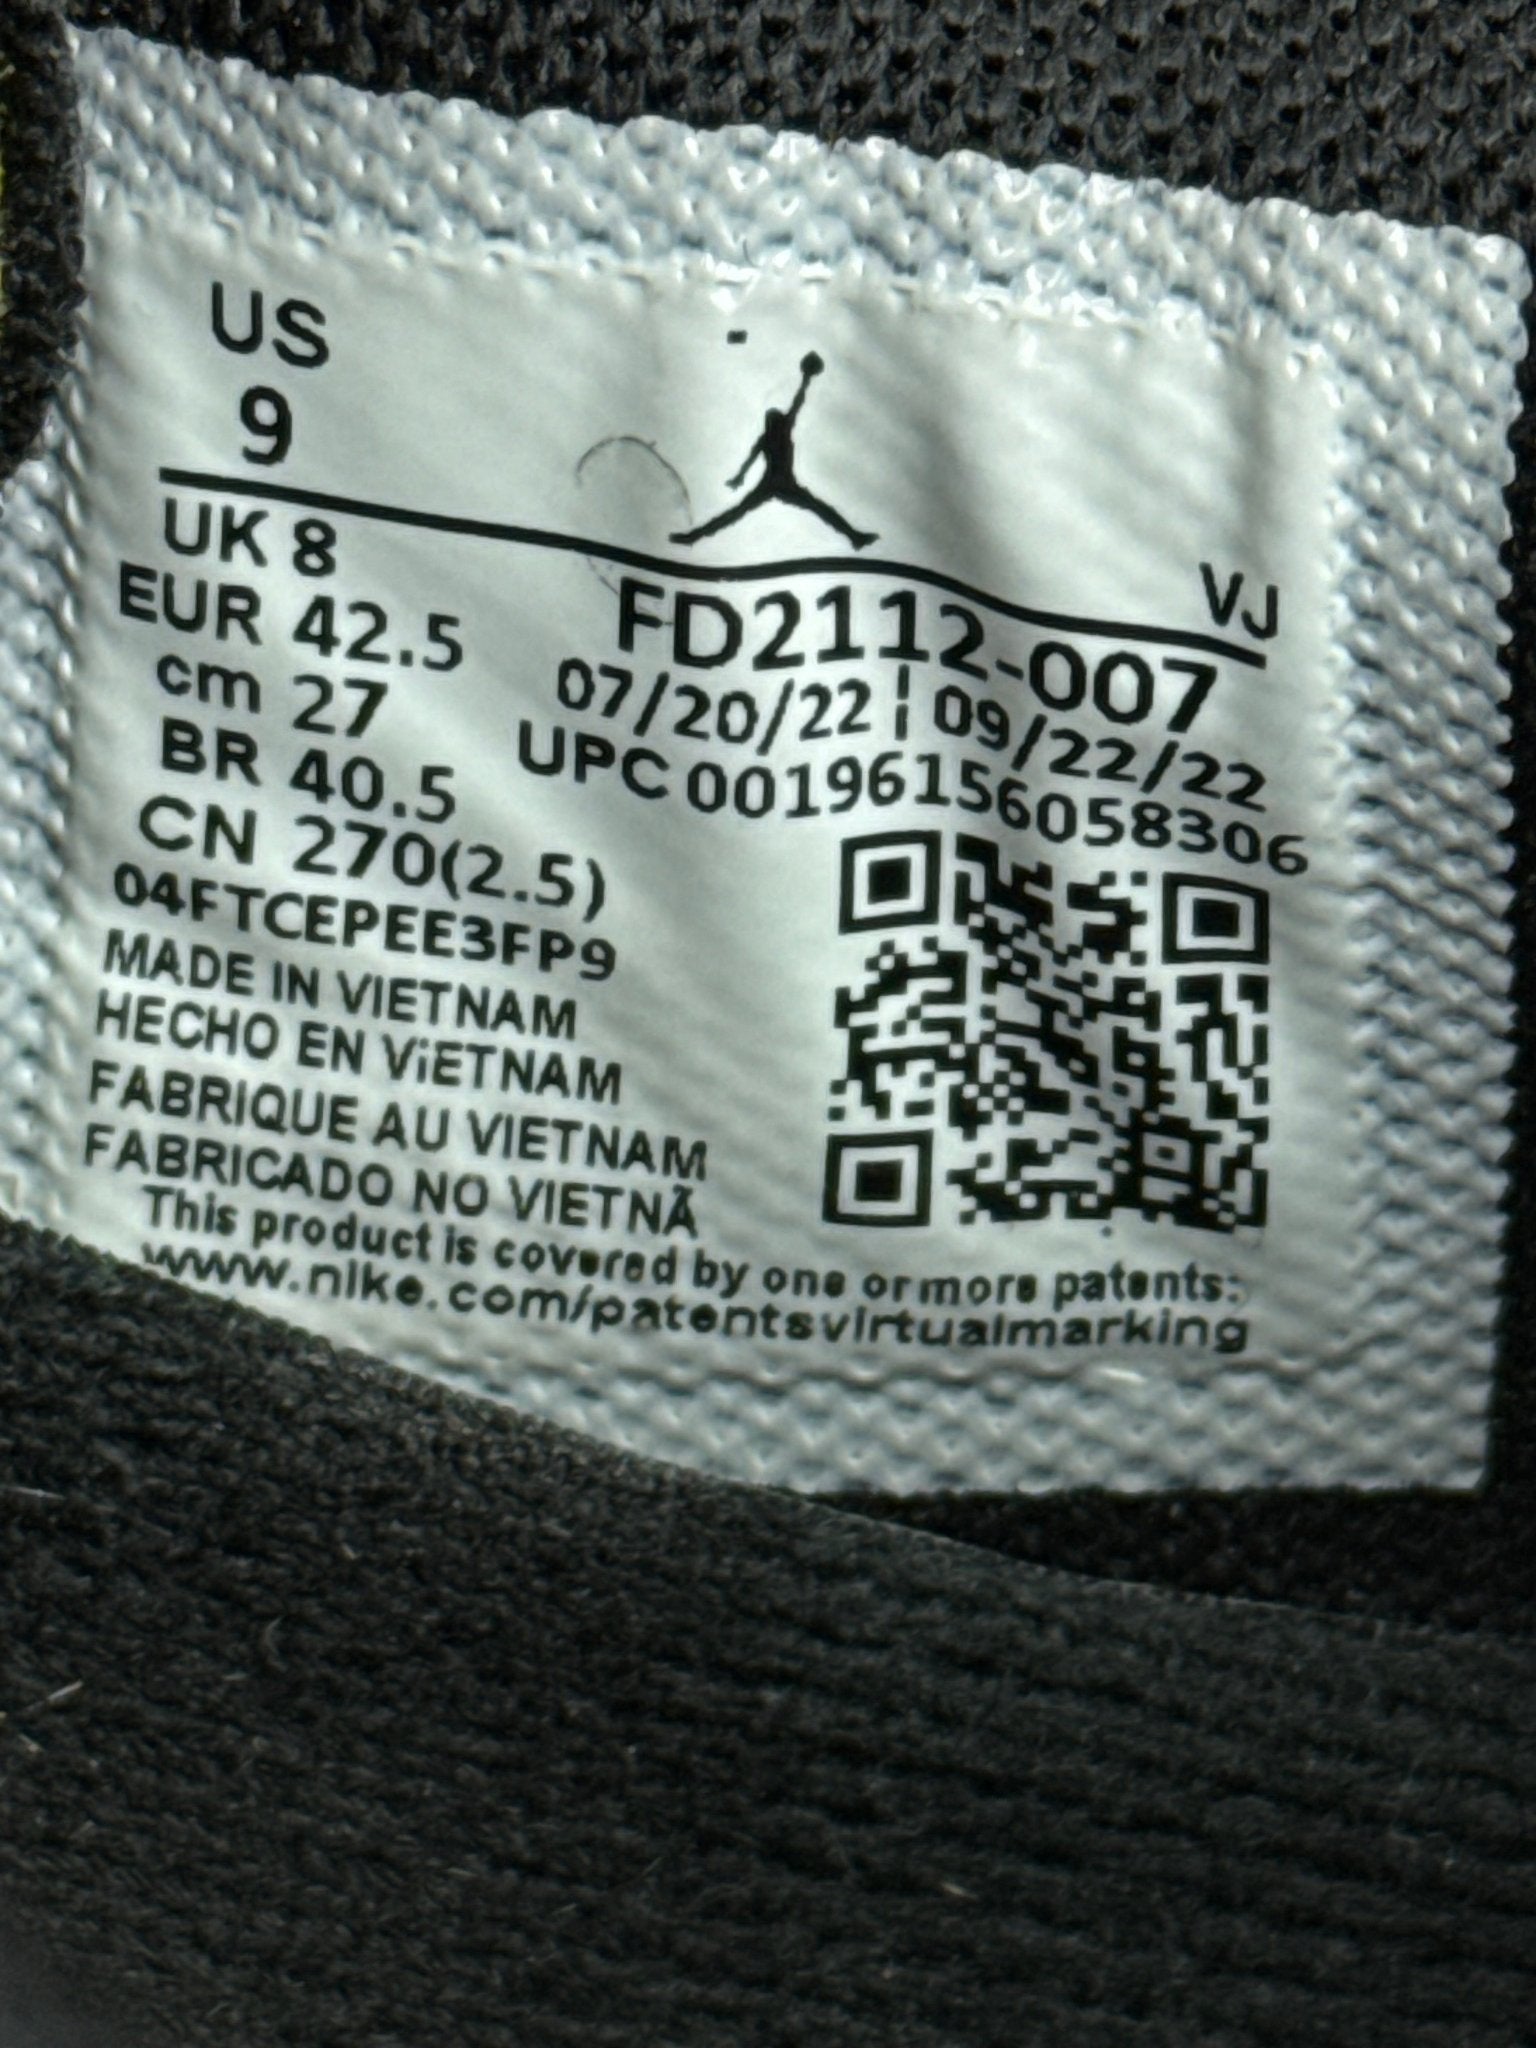 US
9
VJ
UK 8
EUR 42.5
cm 27
BR 40.5
CN 270(2.5)
FD2112-007
07/20/22 | 09/22/22
UPC 00196156058306
04FTCEPEE3FP9
MADE IN VIETNAM
HECHO EN ViETNAM
FABRIQUE AU VIETNAM
FABRICADO NO VIETNÃ
This product is covered by one or more patents:
www.nike.com/patentsvirtualmarking